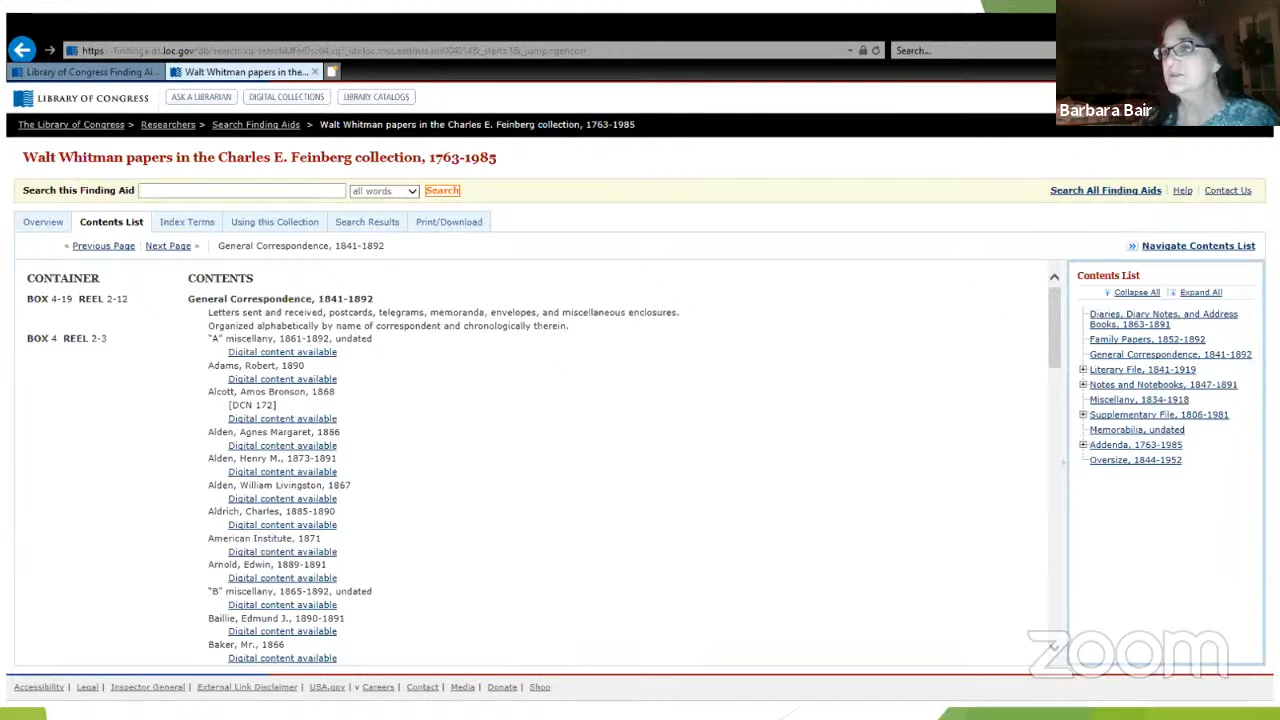 https
loc.gov
Search...
Library of Congress Finding Ai...
Walt Whitman papers in the...
LIBRARY OF CONGRESS
ASK A LIBRARIAN
DIGITAL COLLECTIONS
LIBRARY CATALOGS
Barbara Bair
The Library of Congress > Researchers > Search Finding Aids > Walt Whitman papers in the Charles E. Feinberg collection, 1763-1985
Walt Whitman papers in the Charles E. Feinberg collection, 1763-1985
Search this Finding Aid all words Search
Search All Finding Aids | Help | Contact Us
Overview Contents List Index Terms Using this Collection Search Results Print/Download
« Previous Page | Next Page » | General Correspondence, 1841-1892
» Navigate Contents List
CONTAINER CONTENTS
BOX 4-19 REEL 2-12 General Correspondence, 1841-1892
Letters sent and received, postcards, telegrams, memoranda, envelopes, and miscellaneous enclosures.
Organized alphabetically by name of correspondent and chronologically therein.
BOX 4 REEL 2-3 "A" miscellany, 1861-1892, undated
Digital content available
Adams, Robert, 1890
Digital content available
Alcott, Amos Bronson, 1868
[DCN 172]
Digital content available
Alden, Agnes Margaret, 1886
Digital content available
Alden, Henry M., 1873-1891
Digital content available
Alden, William Livingston, 1867
Digital content available
Aldrich, Charles, 1885-1890
Digital content available
American Institute, 1871
Digital content available
Arnold, Edwin, 1889-1891
Digital content available
"B" miscellany, 1865-1892, undated
Digital content available
Baillie, Edmund J., 1890-1891
Digital content available
Baker, Mr., 1866
Digital content available
Contents List
Collapse All | Expand All
Diaries, Diary Notes, and Address
Books, 1863-1891
Family Papers, 1852-1892
General Correspondence, 1841-1892
Literary File, 1841-1919
Notes and Notebooks, 1847-1891
Miscellany, 1834-1918
Supplementary File, 1806-1981
Memorabilia, undated
Addenda, 1763-1985
Oversize, 1844-1952
zoom
Accessibility | Legal | Inspector General | External Link Disclaimer | USA.gov | v Careers | Contact | Media | Donate | Shop